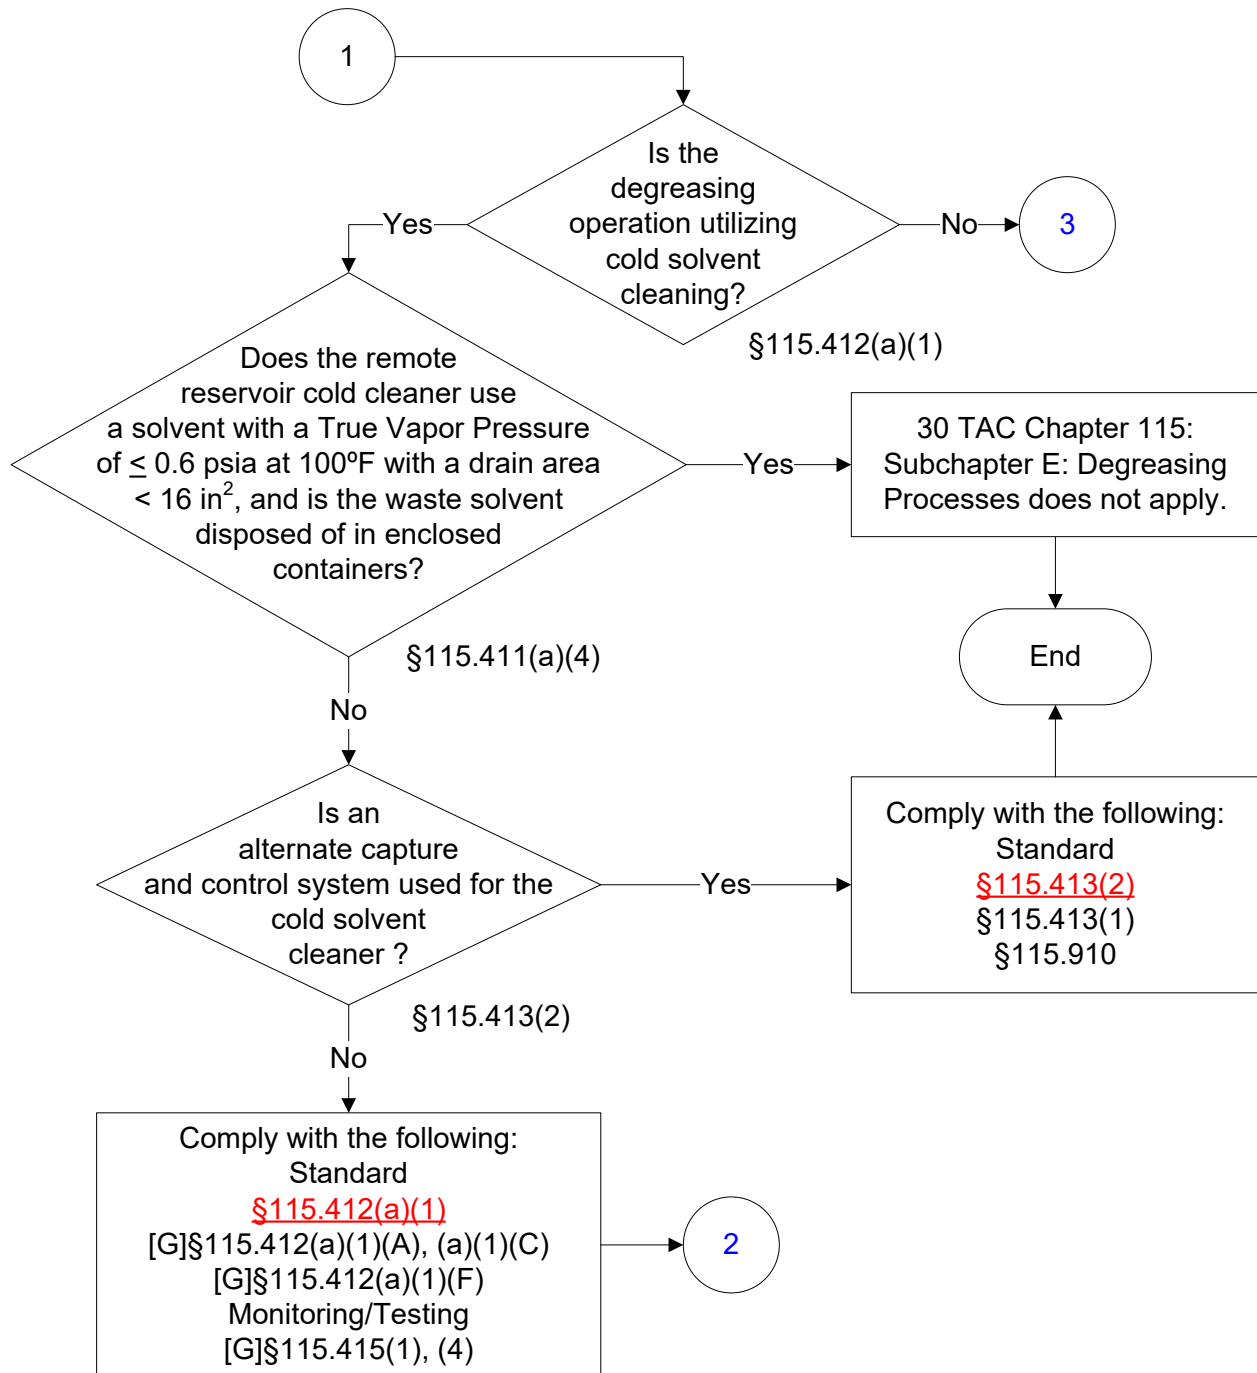 1
Is the
degreasing
operation utilizing
cold solvent
cleaning?
Yes
No
3
§115.412(a)(1)
Does the remote
reservoir cold cleaner use
a solvent with a True Vapor Pressure
of ≤ 0.6 psia at 100ºF with a drain area
< 16 in², and is the waste solvent
disposed of in enclosed
containers?
Yes
30 TAC Chapter 115:
Subchapter E: Degreasing
Processes does not apply.
§115.411(a)(4)
End
No
Is an
alternate capture
and control system used for the
cold solvent
cleaner ?
Yes
Comply with the following:
Standard
§115.413(2)
§115.413(1)
§115.910
§115.413(2)
No
Comply with the following:
Standard
§115.412(a)(1)
[G]§115.412(a)(1)(A), (a)(1)(C)
[G]§115.412(a)(1)(F)
Monitoring/Testing
[G]§115.415(1), (4)
2